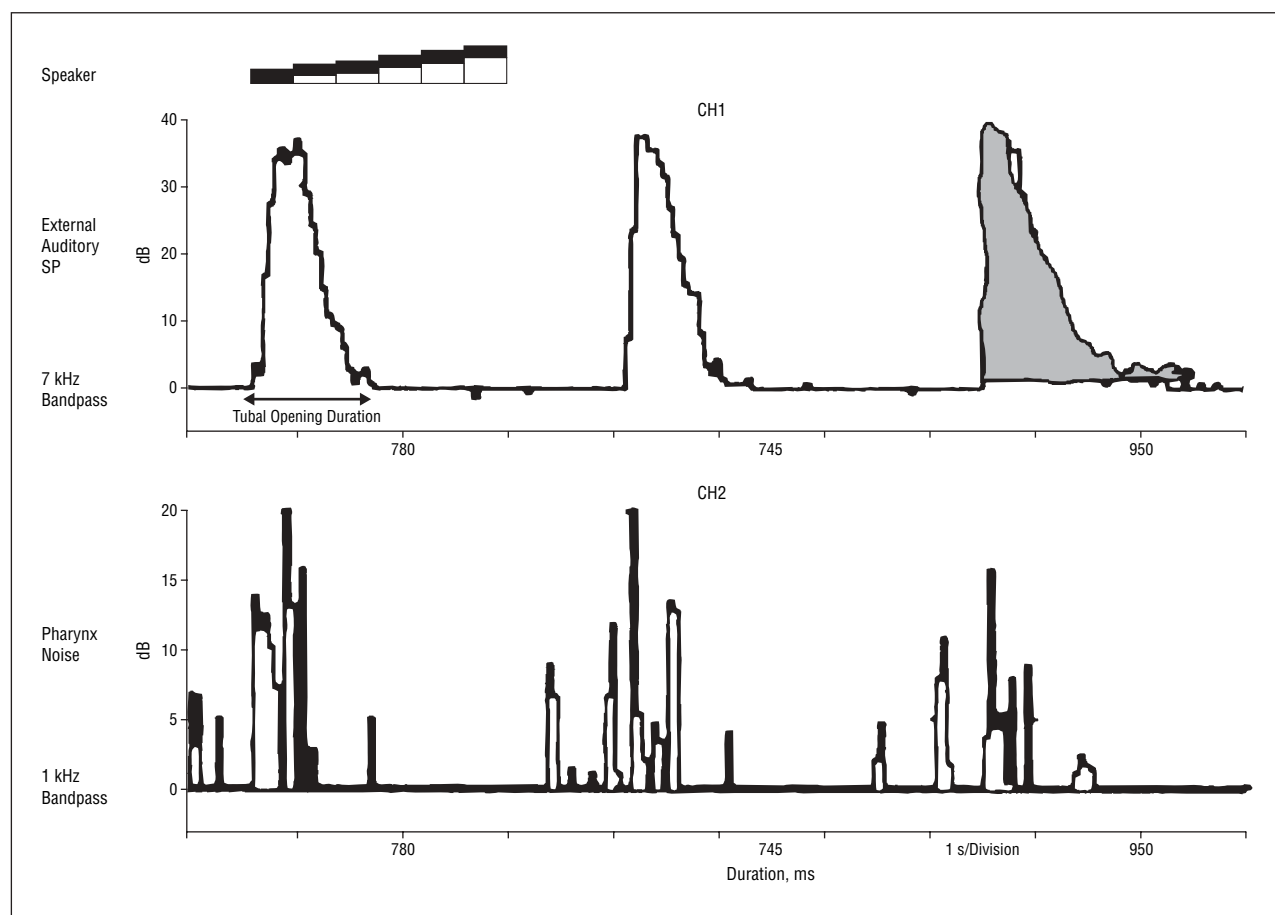 Speaker
CH1
40
30
20
10
0
dB
External
Auditory
SP
7 kHz
Bandpass
Tubal Opening Duration
780
745
950
CH2
20
15
10
5
0
dB
Pharynx
Noise
1 kHz
Bandpass
780
745
1 s/Division
950
Duration, ms